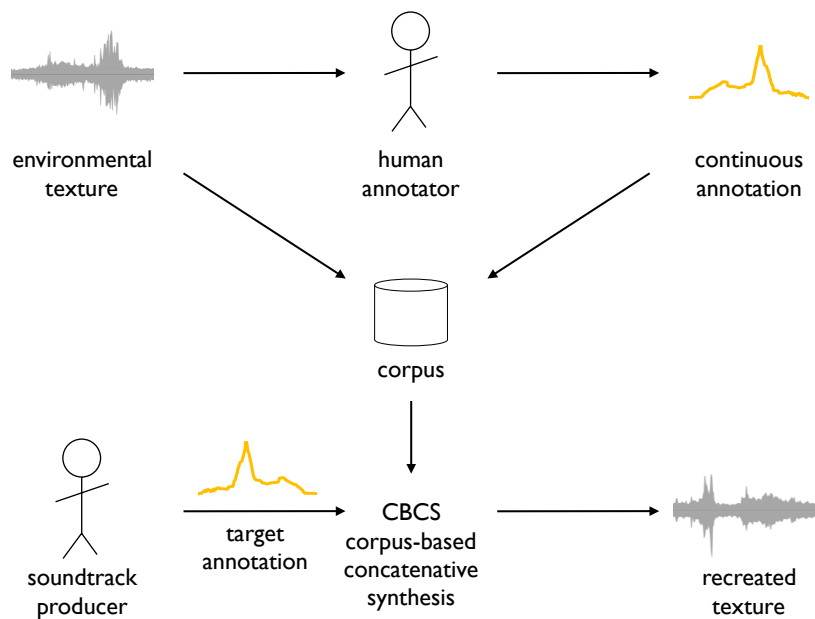 environmental
texture
human
annotator
continuous
annotation
corpus
soundtrack
producer
target
annotation
CBCS
corpus-based
concatenative
synthesis
recreated
texture